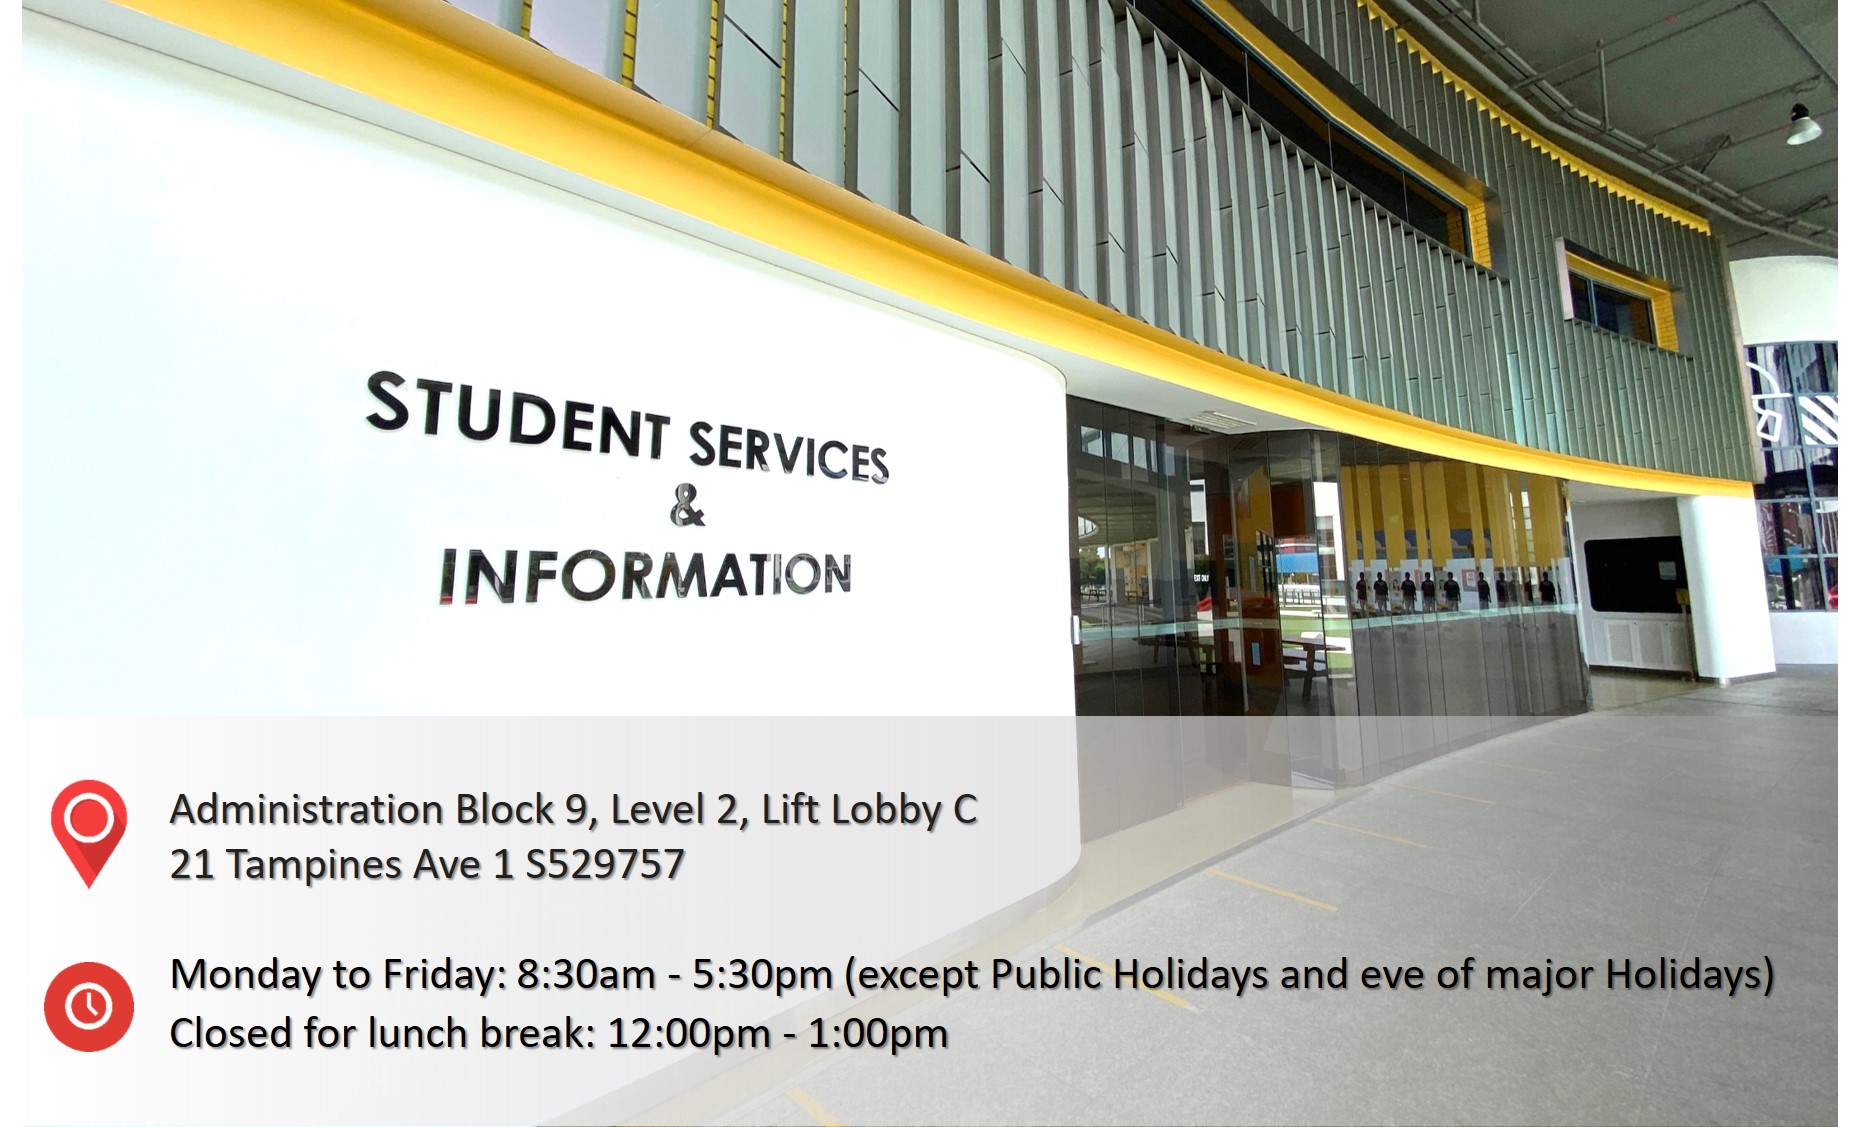 STUDENT SERVICES
&
INFORMATION
EXIT ONLY
Administration Block 9, Level 2, Lift Lobby C
21 Tampines Ave 1 S529757
Monday to Friday: 8:30am - 5:30pm (except Public Holidays and eve of major Holidays)
Closed for lunch break: 12:00pm - 1:00pm